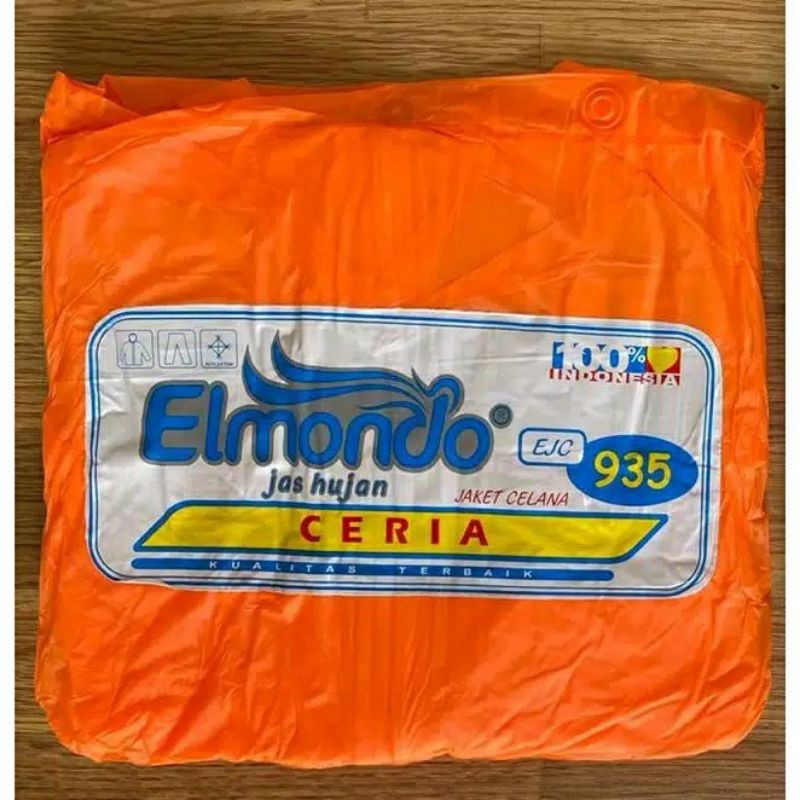 100%
INDONESIA
Elmondo®
jas hujan
EJC
935
JAKET CELANA
CERIA
KUALITAS TERBAIK